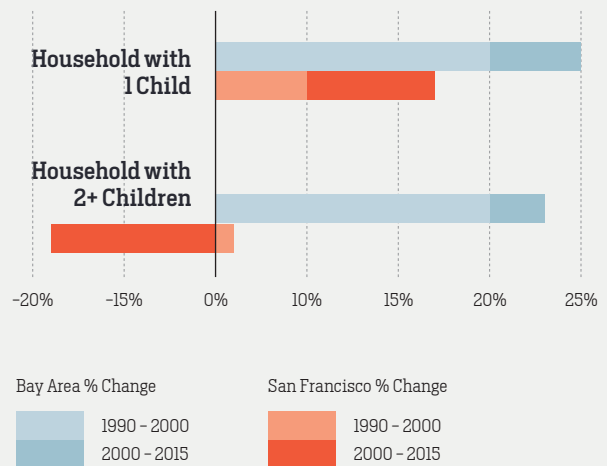 Household with
1 Child
Household with
2+ Children
-20% -15% 0% 10% 15% 20% 25%
Bay Area % Change
1990 – 2000
2000 – 2015
San Francisco % Change
1990 – 2000
2000 – 2015